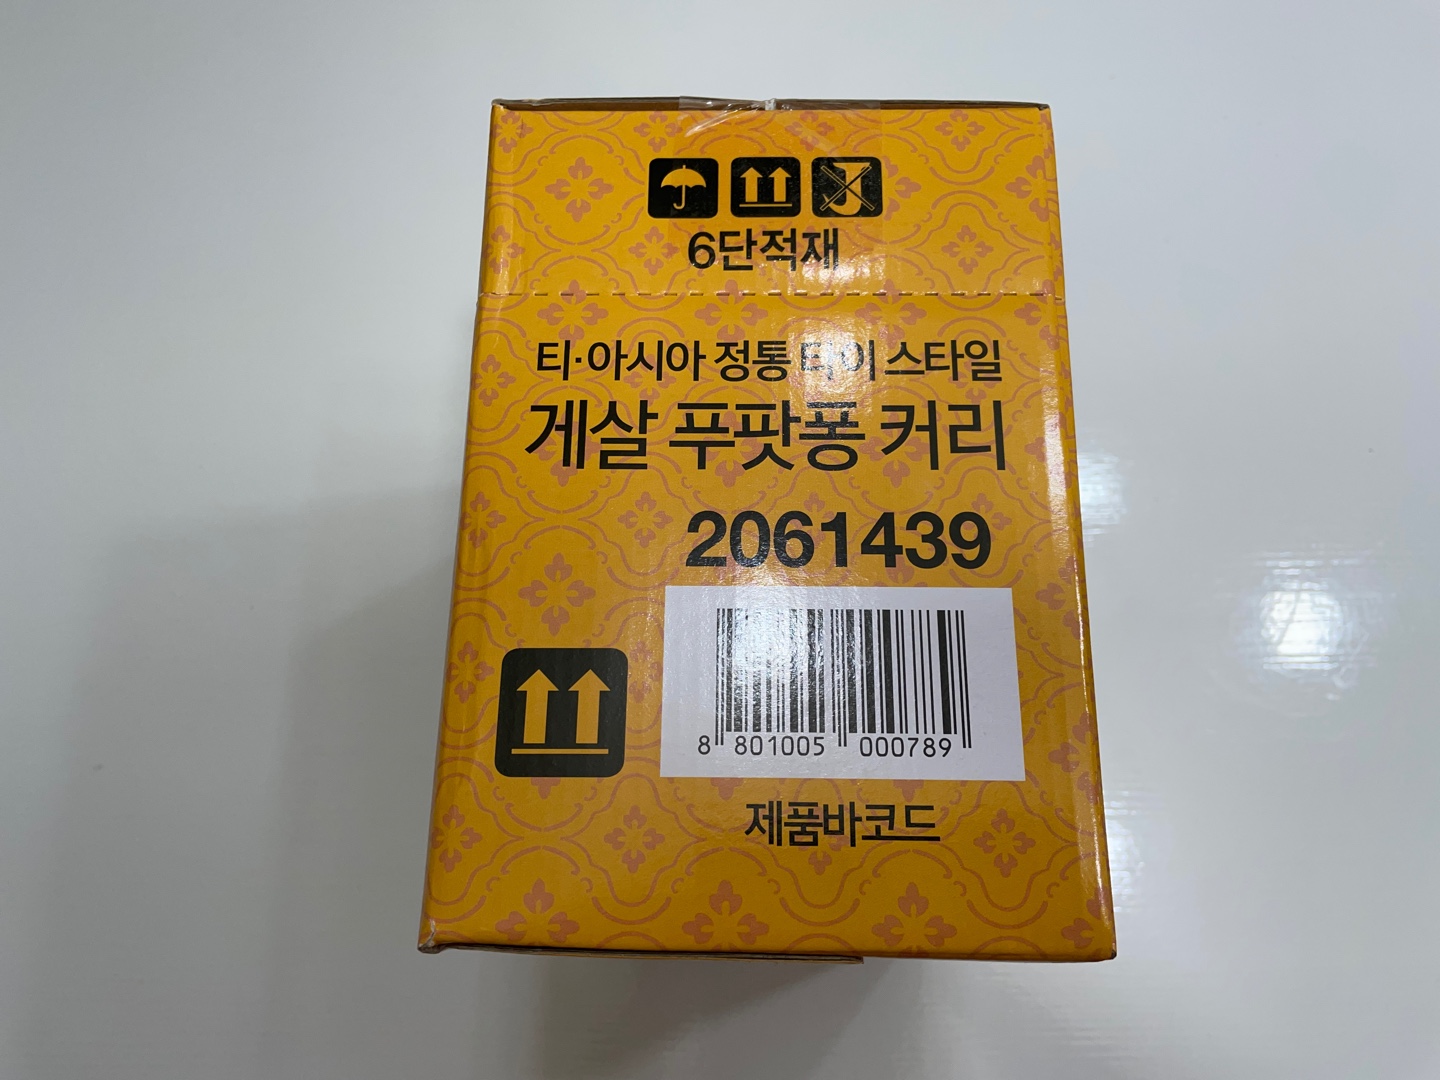 6단적재
티·아시아 정통 타이 스타일
게살 푸팟퐁 커리
2061439
8 801005 000789
제품바코드